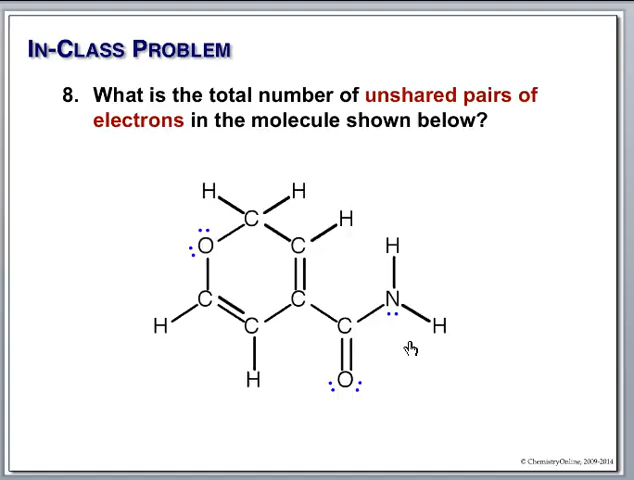 IN-CLASS PROBLEM
8. What is the total number of unshared pairs of
electrons in the molecule shown below?
H H
C H
O C H
C C N
H C C H
H O
© ChemistryOnline, 2009-2014